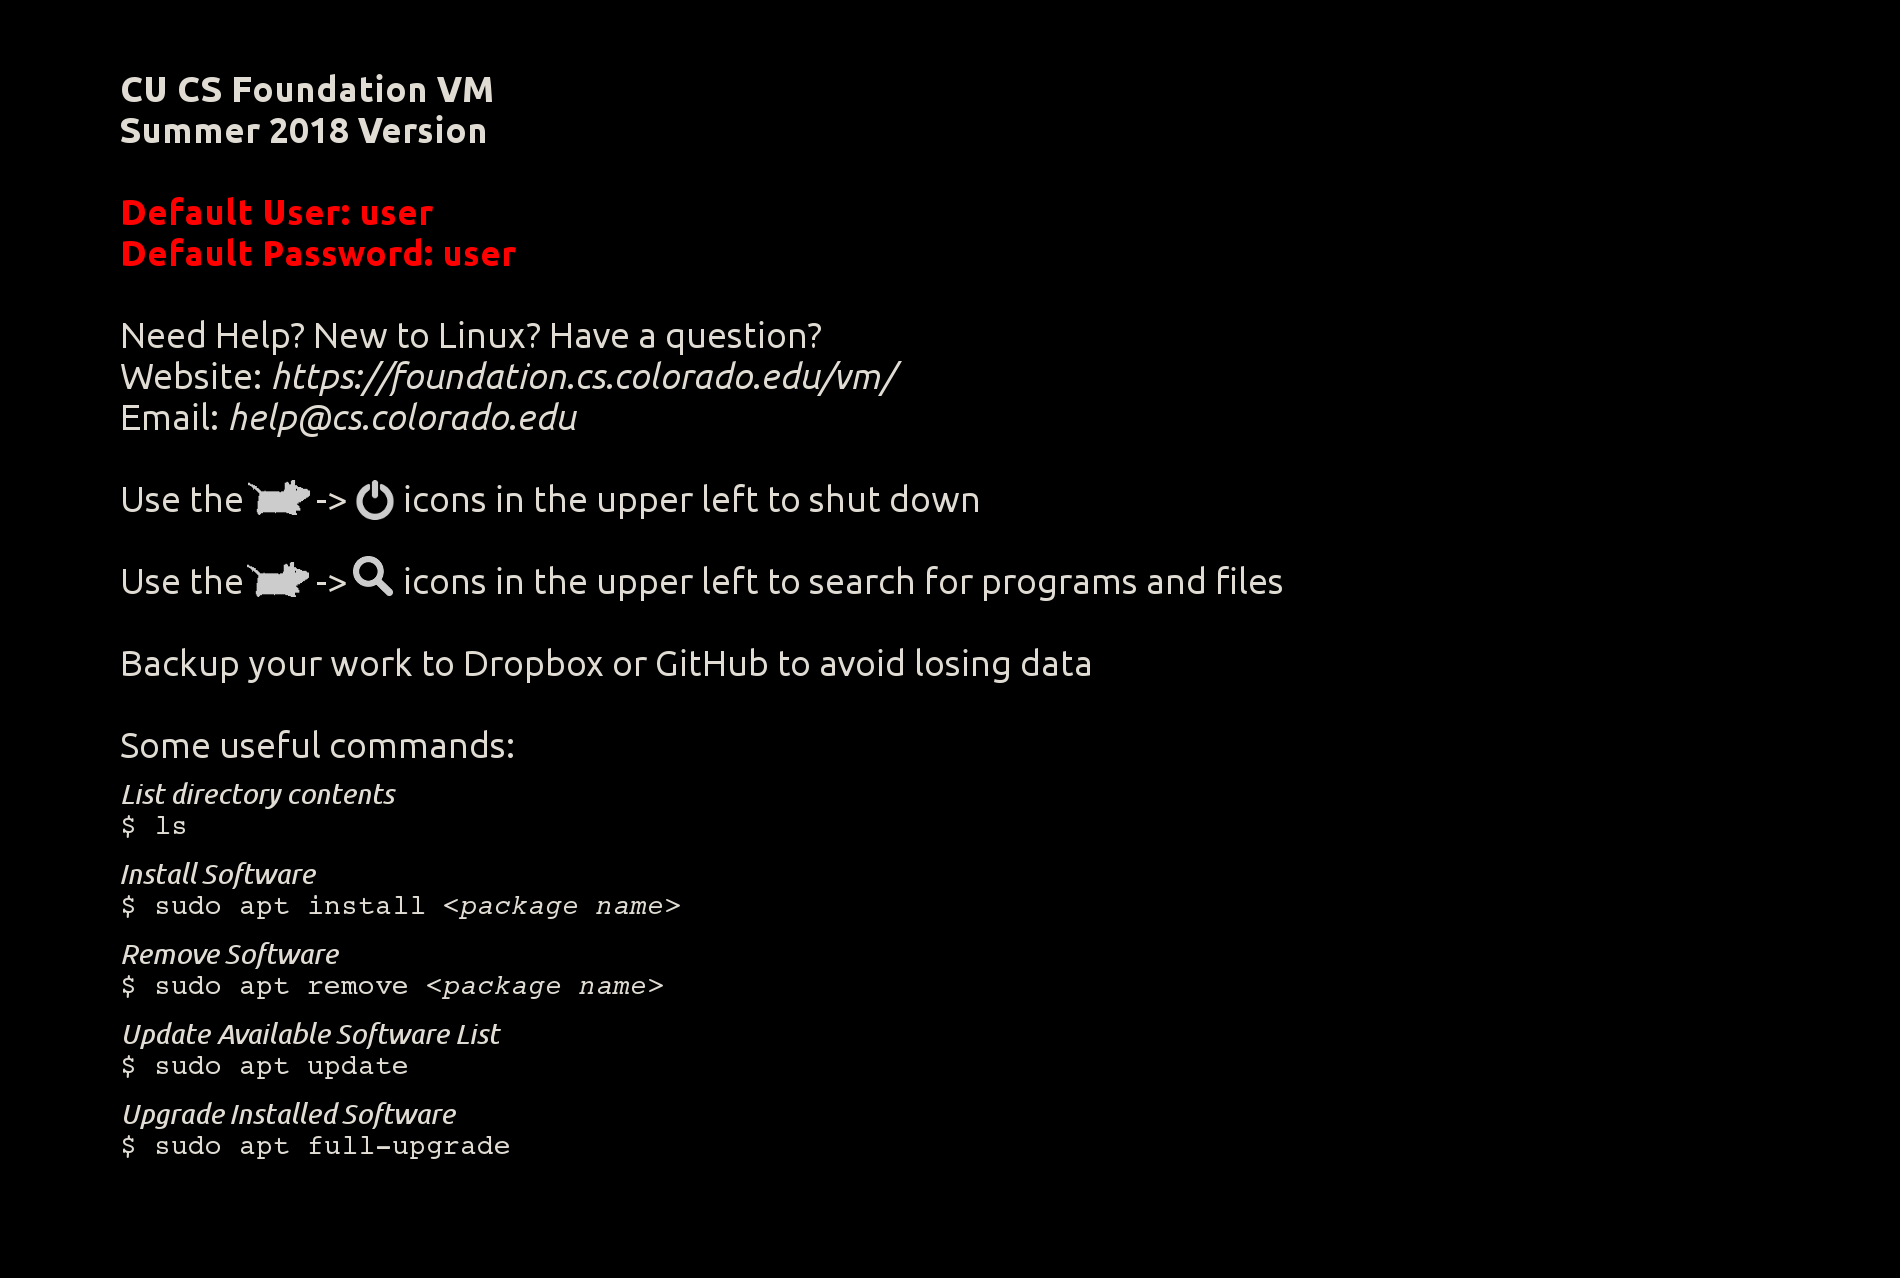 CU CS Foundation VM
Summer 2018 Version
Default User: user
Default Password: user
Need Help? New to Linux? Have a question?
Website: https://foundation.cs.colorado.edu/vm/
Email: help@cs.colorado.edu
Use the -> icons in the upper left to shut down
Use the -> icons in the upper left to search for programs and files
Backup your work to Dropbox or GitHub to avoid losing data
Some useful commands:
List directory contents
$ ls
Install Software
$ sudo apt install <package name>
Remove Software
$ sudo apt remove <package name>
Update Available Software List
$ sudo apt update
Upgrade Installed Software
$ sudo apt full-upgrade